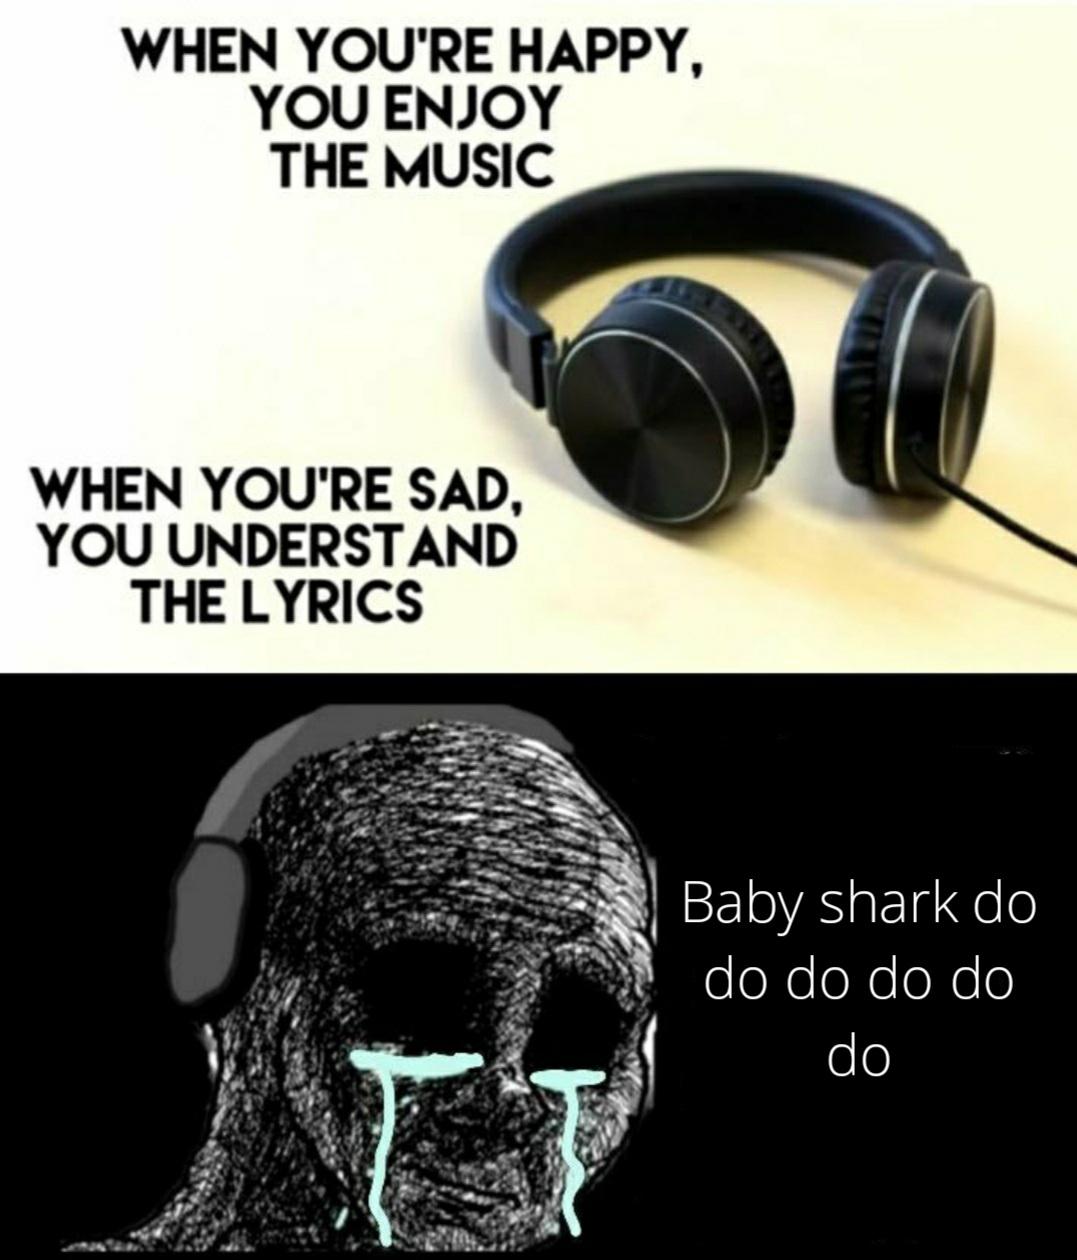 WHEN YOU'RE HAPPY,
YOU ENJOY
THE MUSIC
WHEN YOU'RE SAD,
YOU UNDERSTAND
THE LYRICS
Baby shark do
do do do do
do